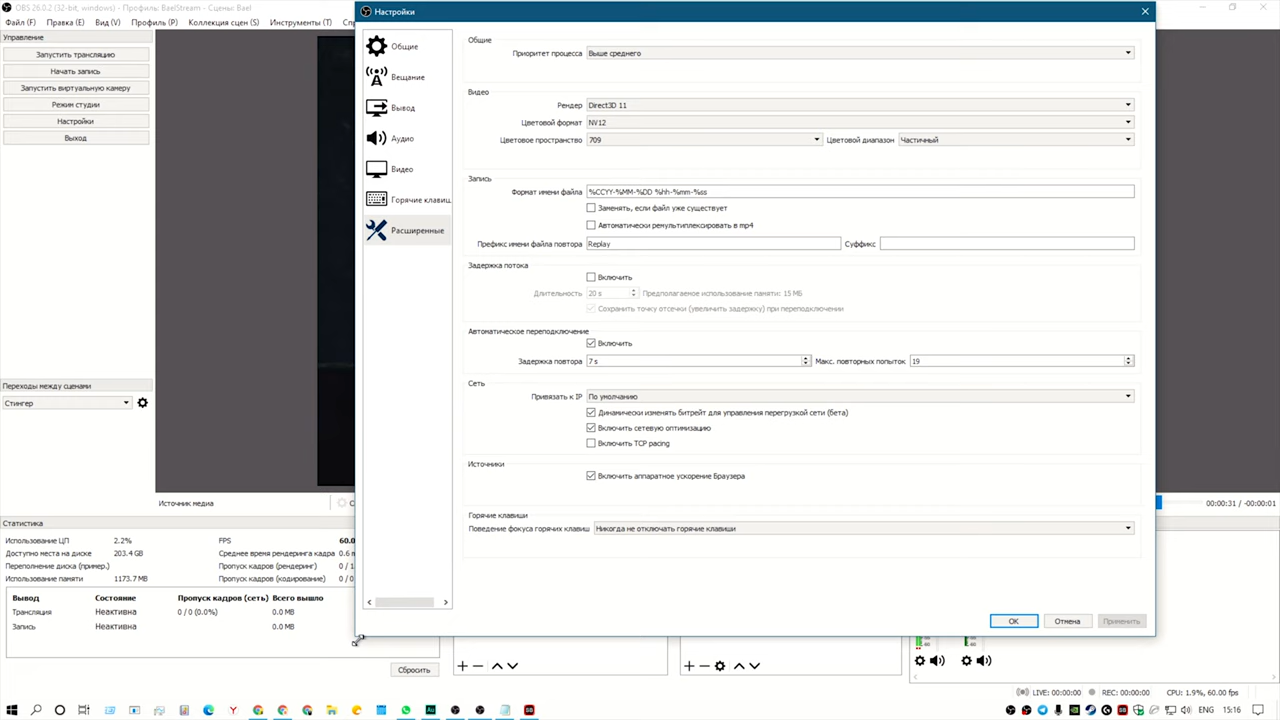 OBS 26.0.2 (32-bit, windows) - Профиль: BaelStream - Сцены: Bael
Файл (F) Правка (E) Вид (V) Профиль (P) Коллекция сцен (S) Инструменты (T)
Управление
Запустить трансляцию
Начать запись
Запустить виртуальную камеру
Режим студии
Настройки
Выход
Переходы между сценами
Стингер
Настройки
Общие
Вещание
Вывод
Аудио
Видео
Горячие клавиш
Расширенные
Общие
Приоритет процесса Выше среднего
Видео
Рендер Direct3D 11
Цветовой формат NV12
Цветовое пространство 709 Цветовой диапазон Частичный
Запись
Формат имени файла %CCYY-%MM-%DD %hh-%mm-%ss
Заменять, если файл уже существует
Автоматически ремультиплексировать в mp4
Префикс имени файла повтора Replay Суффикс
Задержка потока
Включить
Длительность 20 s Предполагаемое использование памяти: 15 МБ
Сохранить точку отсечки (увеличить задержку) при переподключении
Автоматическое переподключение
Включить
Задержка повтора 7 s Макс. повторных попыток 19
Сеть
Привязать к IP По умолчанию
Динамически изменять битрейт для управления перегрузкой сети (бета)
Включить сетевую оптимизацию
Включить TCP pacing
Источники
Включить аппаратное ускорение Браузера
Горячие клавиши
Поведение фокуса горячих клавиш Никогда не отключать горячие клавиши
OK Отмена Применить
Источник медиа
00:00:31 / -00:00:01
Статистика
Использование ЦП 2.2% FPS 60.0
Доступно места на диске 203.4 GB Среднее время рендеринга кадра 0.6 m
Переполнение диска (пример.) Пропуск кадров (рендеринг) 0 / 1
Использование памяти 1173.7 MB Пропуск кадров (кодирование) 0 / 0
Вывод Состояние Пропуск кадров (сеть) Всего вышло
Трансляция Неактивна 0 / 0 (0.0%) 0.0 MB
Запись Неактивна 0.0 MB
Сбросить
LIVE: 00:00:00 REC: 00:00:00 CPU: 1.9%, 60.00 fps
ENG 15:16